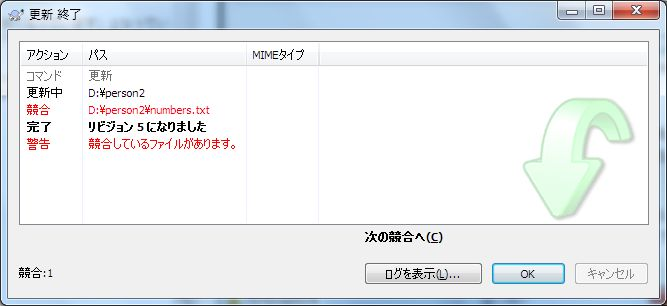 更新 終了
アクション パス MIMEタイプ
コマンド 更新
更新中 D:¥person2
競合 D:¥person2¥numbers.txt
完了 リビジョン 5 になりました
警告 競合しているファイルがあります。
次の競合へ(C)
競合:1 ログを表示(L)... OK キャンセル